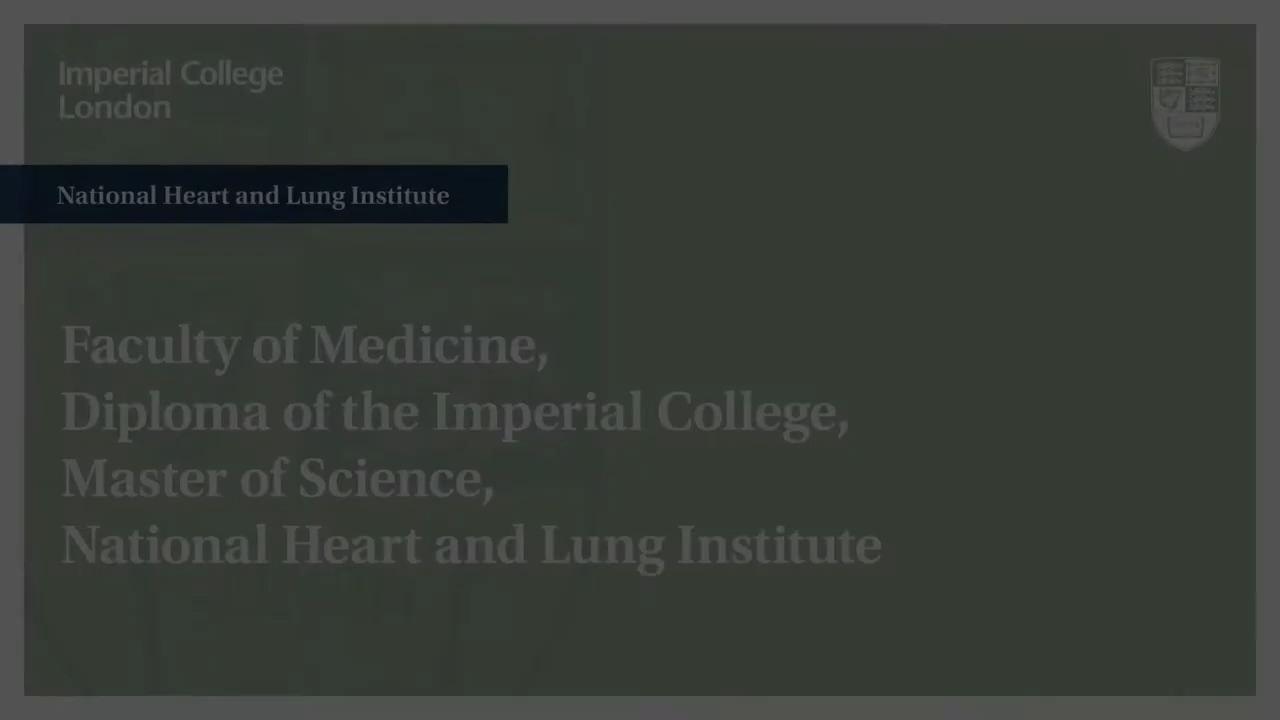 Imperial College
London
National Heart and Lung Institute
Faculty of Medicine,
Diploma of the Imperial College,
Master of Science,
National Heart and Lung Institute